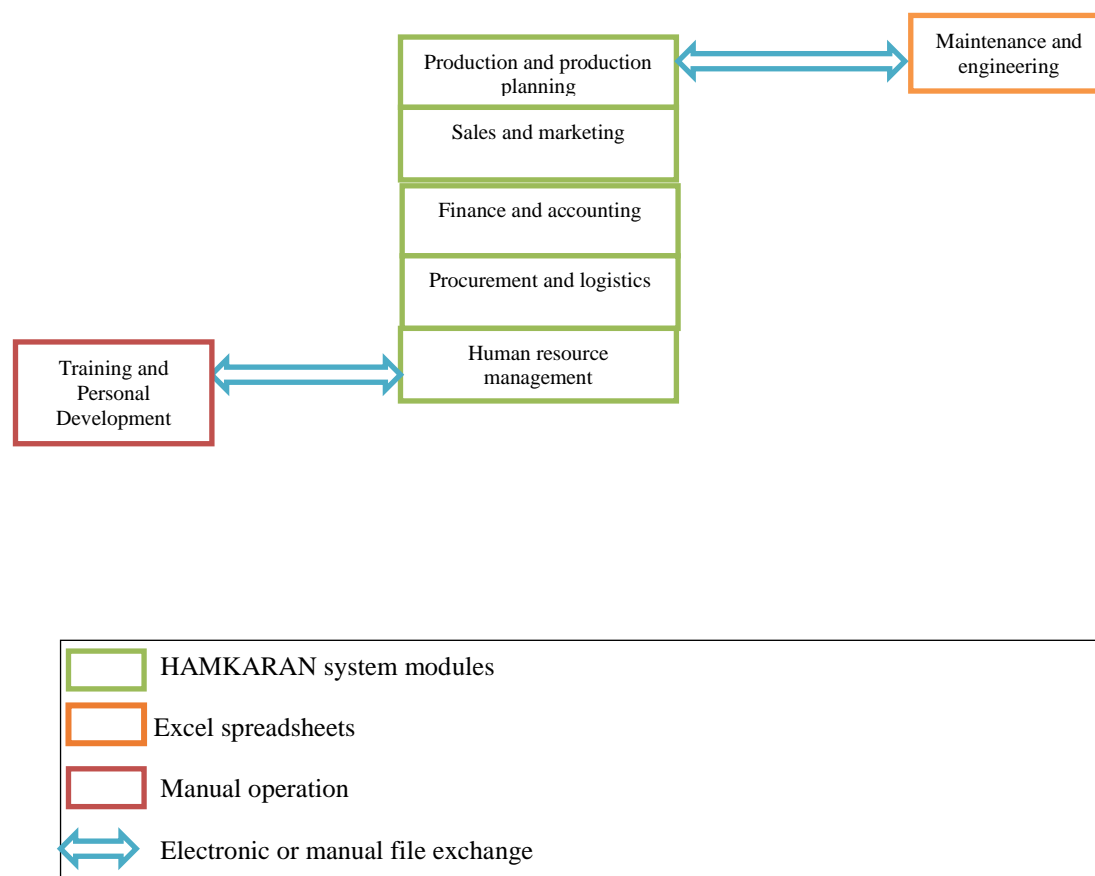 Production and production
planning
Maintenance and
engineering
Sales and marketing
Finance and accounting
Procurement and logistics
Human resource
management
Training and
Personal
Development
HAMKARAN system modules
Excel spreadsheets
Manual operation
Electronic or manual file exchange